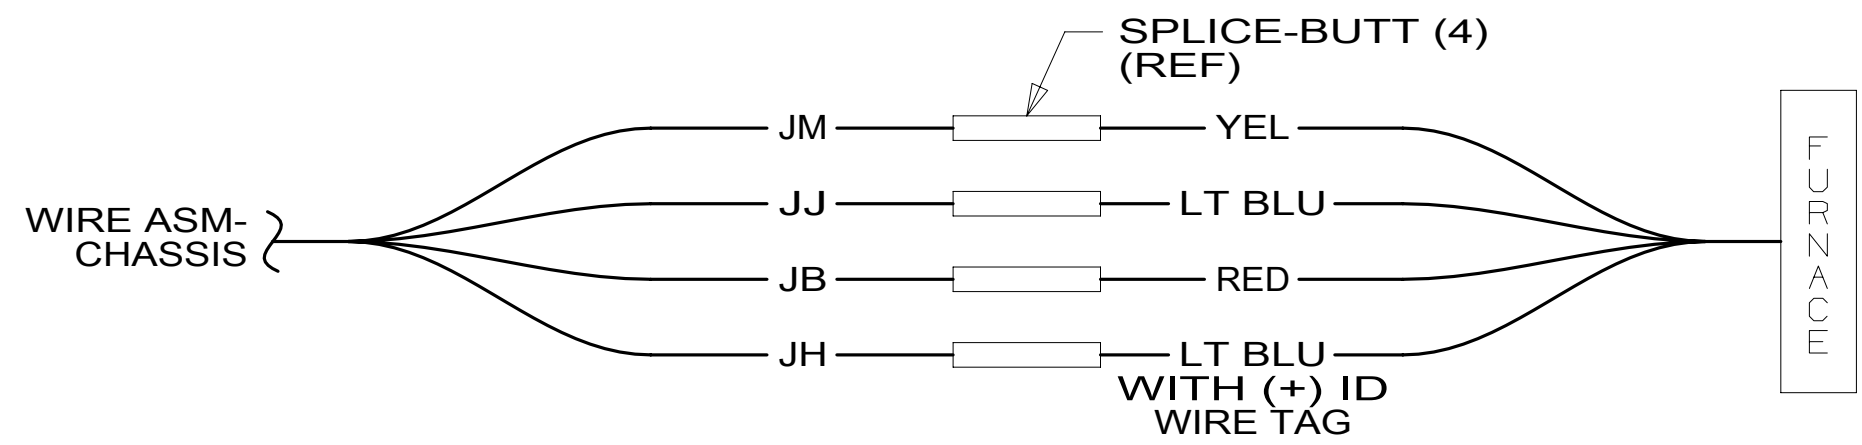 SPLICE-BUTT (4)
(REF)
JM YEL
JJ LT BLU
WIRE ASM-
CHASSIS
JB RED
JH LT BLU
WITH (+) ID
WIRE TAG
FURNACE